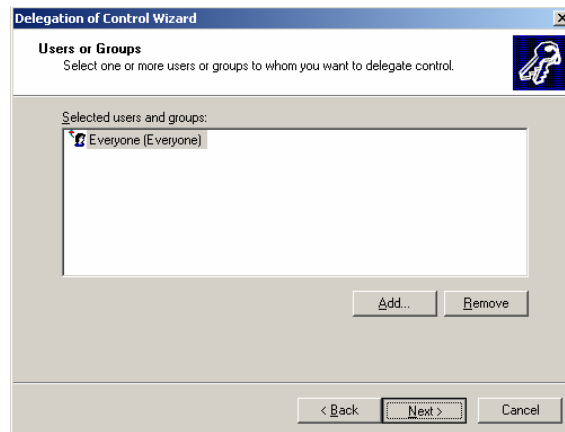 Delegation of Control Wizard
Users or Groups
Select one or more users or groups to whom you want to delegate control.
Selected users and groups:
Everyone (Everyone)
Add...
Remove
< Back
Next >
Cancel